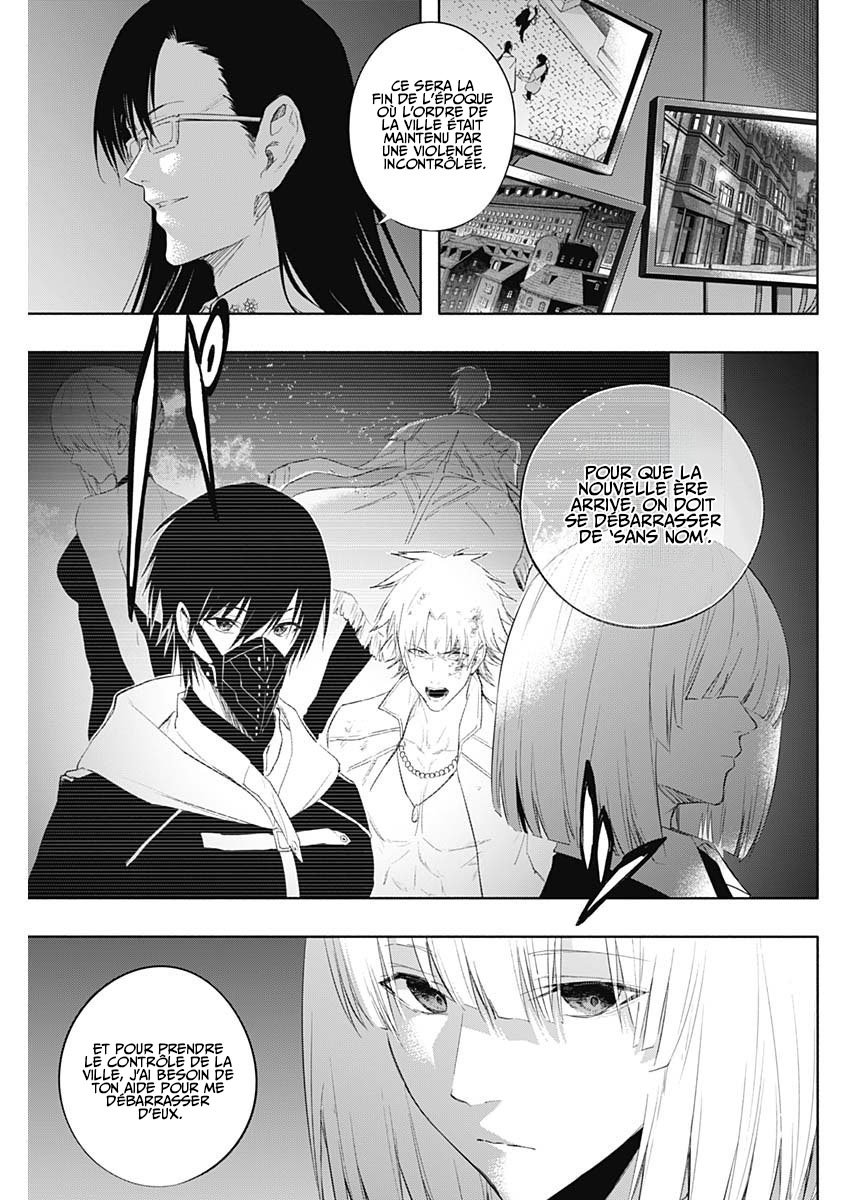 CE SERA LA
FIN DE L'ÉPOQUE
OÙ L'ORDRE DE
LA VILLE ÉTAIT
MAINTENU PAR
UNE VIOLENCE
INCONTRÔLÉE.
POUR QUE LA
NOUVELLE ÈRE
ARRIVE, ON DOIT
SE DÉBARRASSER
DE 'SANS NOM'.
ET POUR PRENDRE
LE CONTRÔLE DE LA
VILLE, J'AI BESOIN DE
TON AIDE POUR ME
DÉBARRASSER
D'EUX.